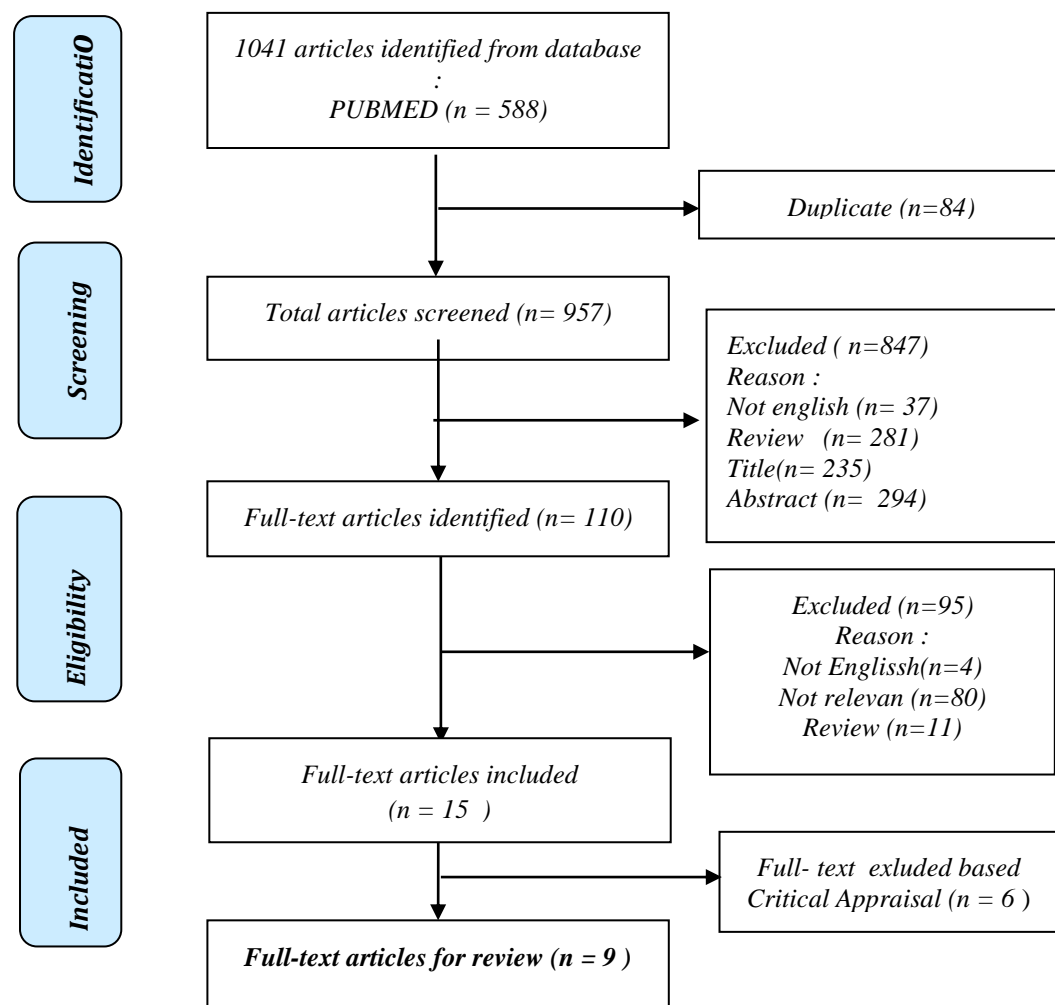 IdentificatiO
1041 articles identified from database
:
PUBMED (n = 588)
Duplicate (n=84)
Screening
Total articles screened (n= 957)
Excluded ( n=847)
Reason :
Not english (n= 37)
Review (n= 281)
Title(n= 235)
Abstract (n= 294)
Eligibility
Full-text articles identified (n= 110)
Excluded (n=95)
Reason :
Not Englissh(n=4)
Not relevan (n=80)
Review (n=11)
Included
Full-text articles included
(n = 15 )
Full- text exluded based
Critical Appraisal (n = 6 )
Full-text articles for review (n = 9 )